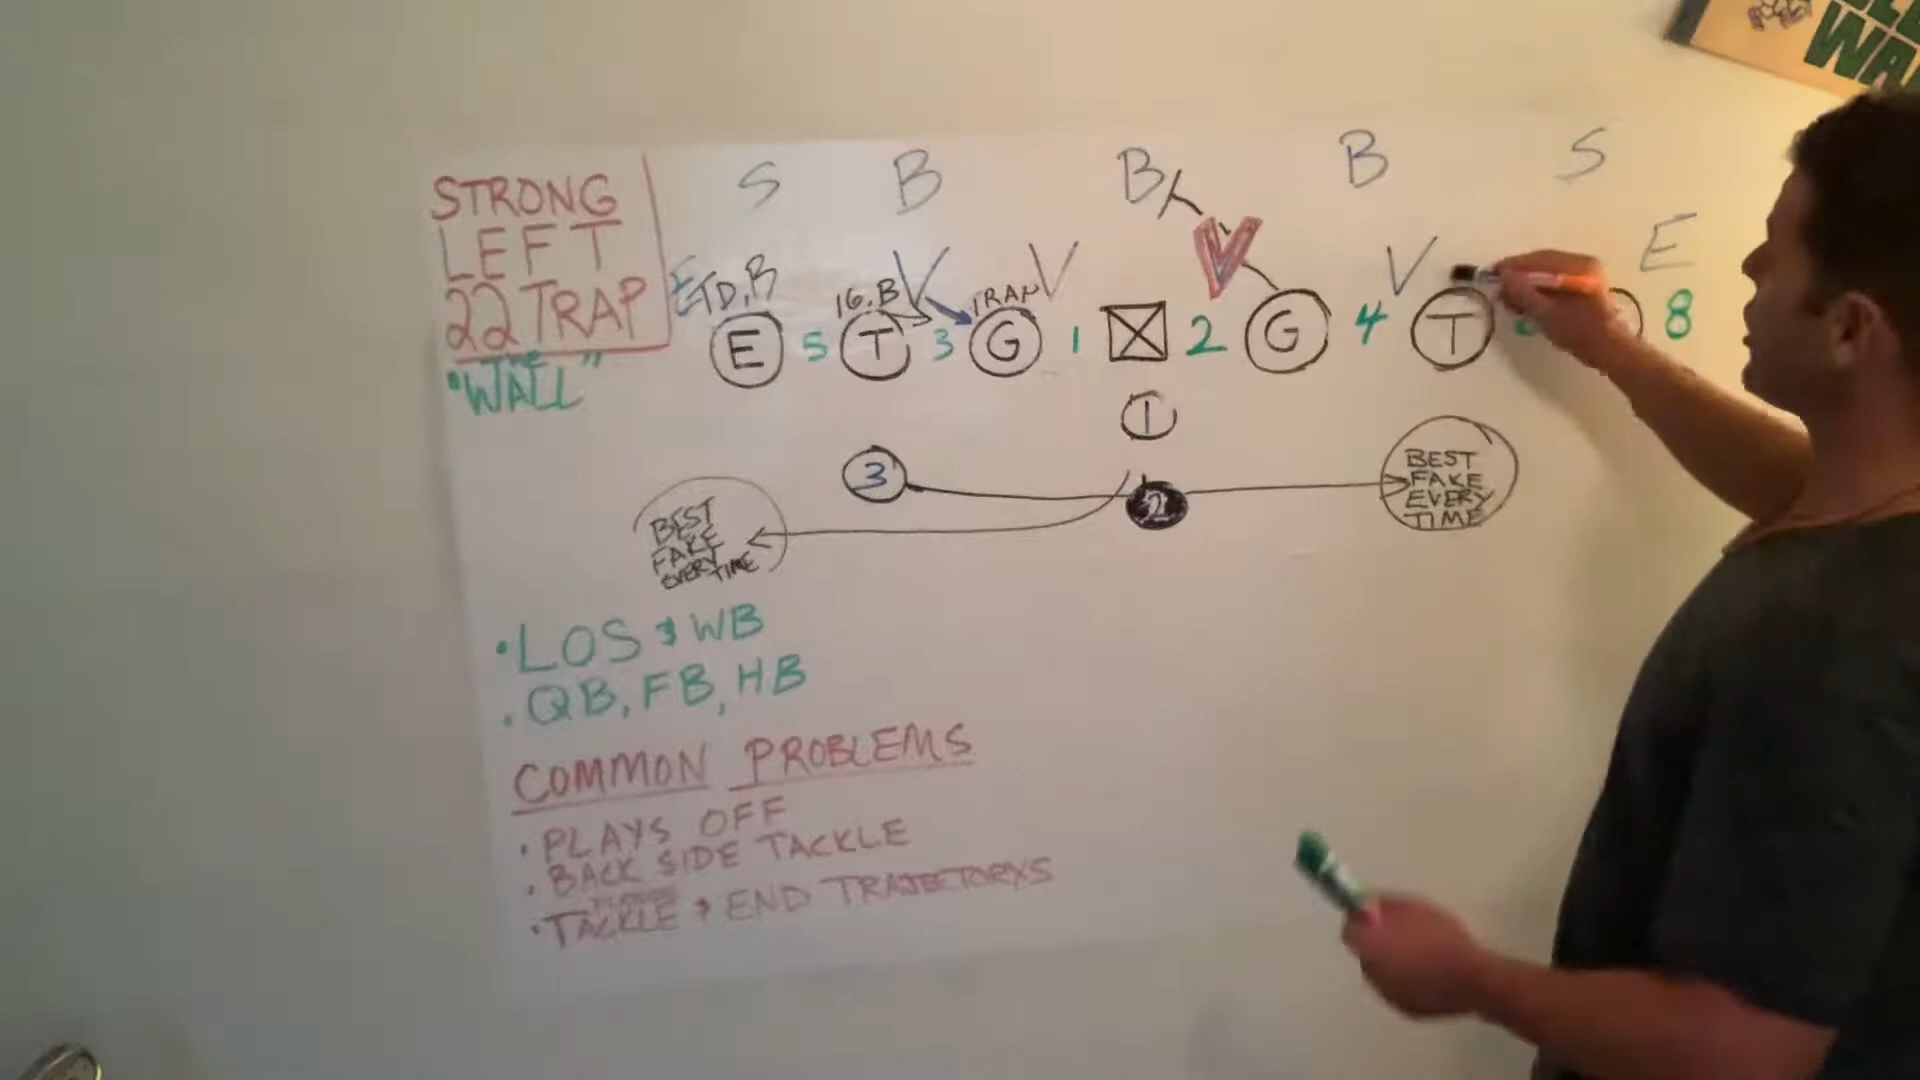 STRONG
LEFT
22 TRAP
"THE
WALL"
S B B B S
E V V V V E
TD, B 16, B
E 5 T 3 G 1 2 G 4 T 8
1
3 2
BEST
FAKE
EVERY
TIME
BEST
FAKE
EVERY TIME
• LOS & WB
• QB, FB, HB
COMMON PROBLEMS
• PLAYS OFF
• BACK SIDE TACKLE
• TACKLE & END TRAJECTORYS
WA